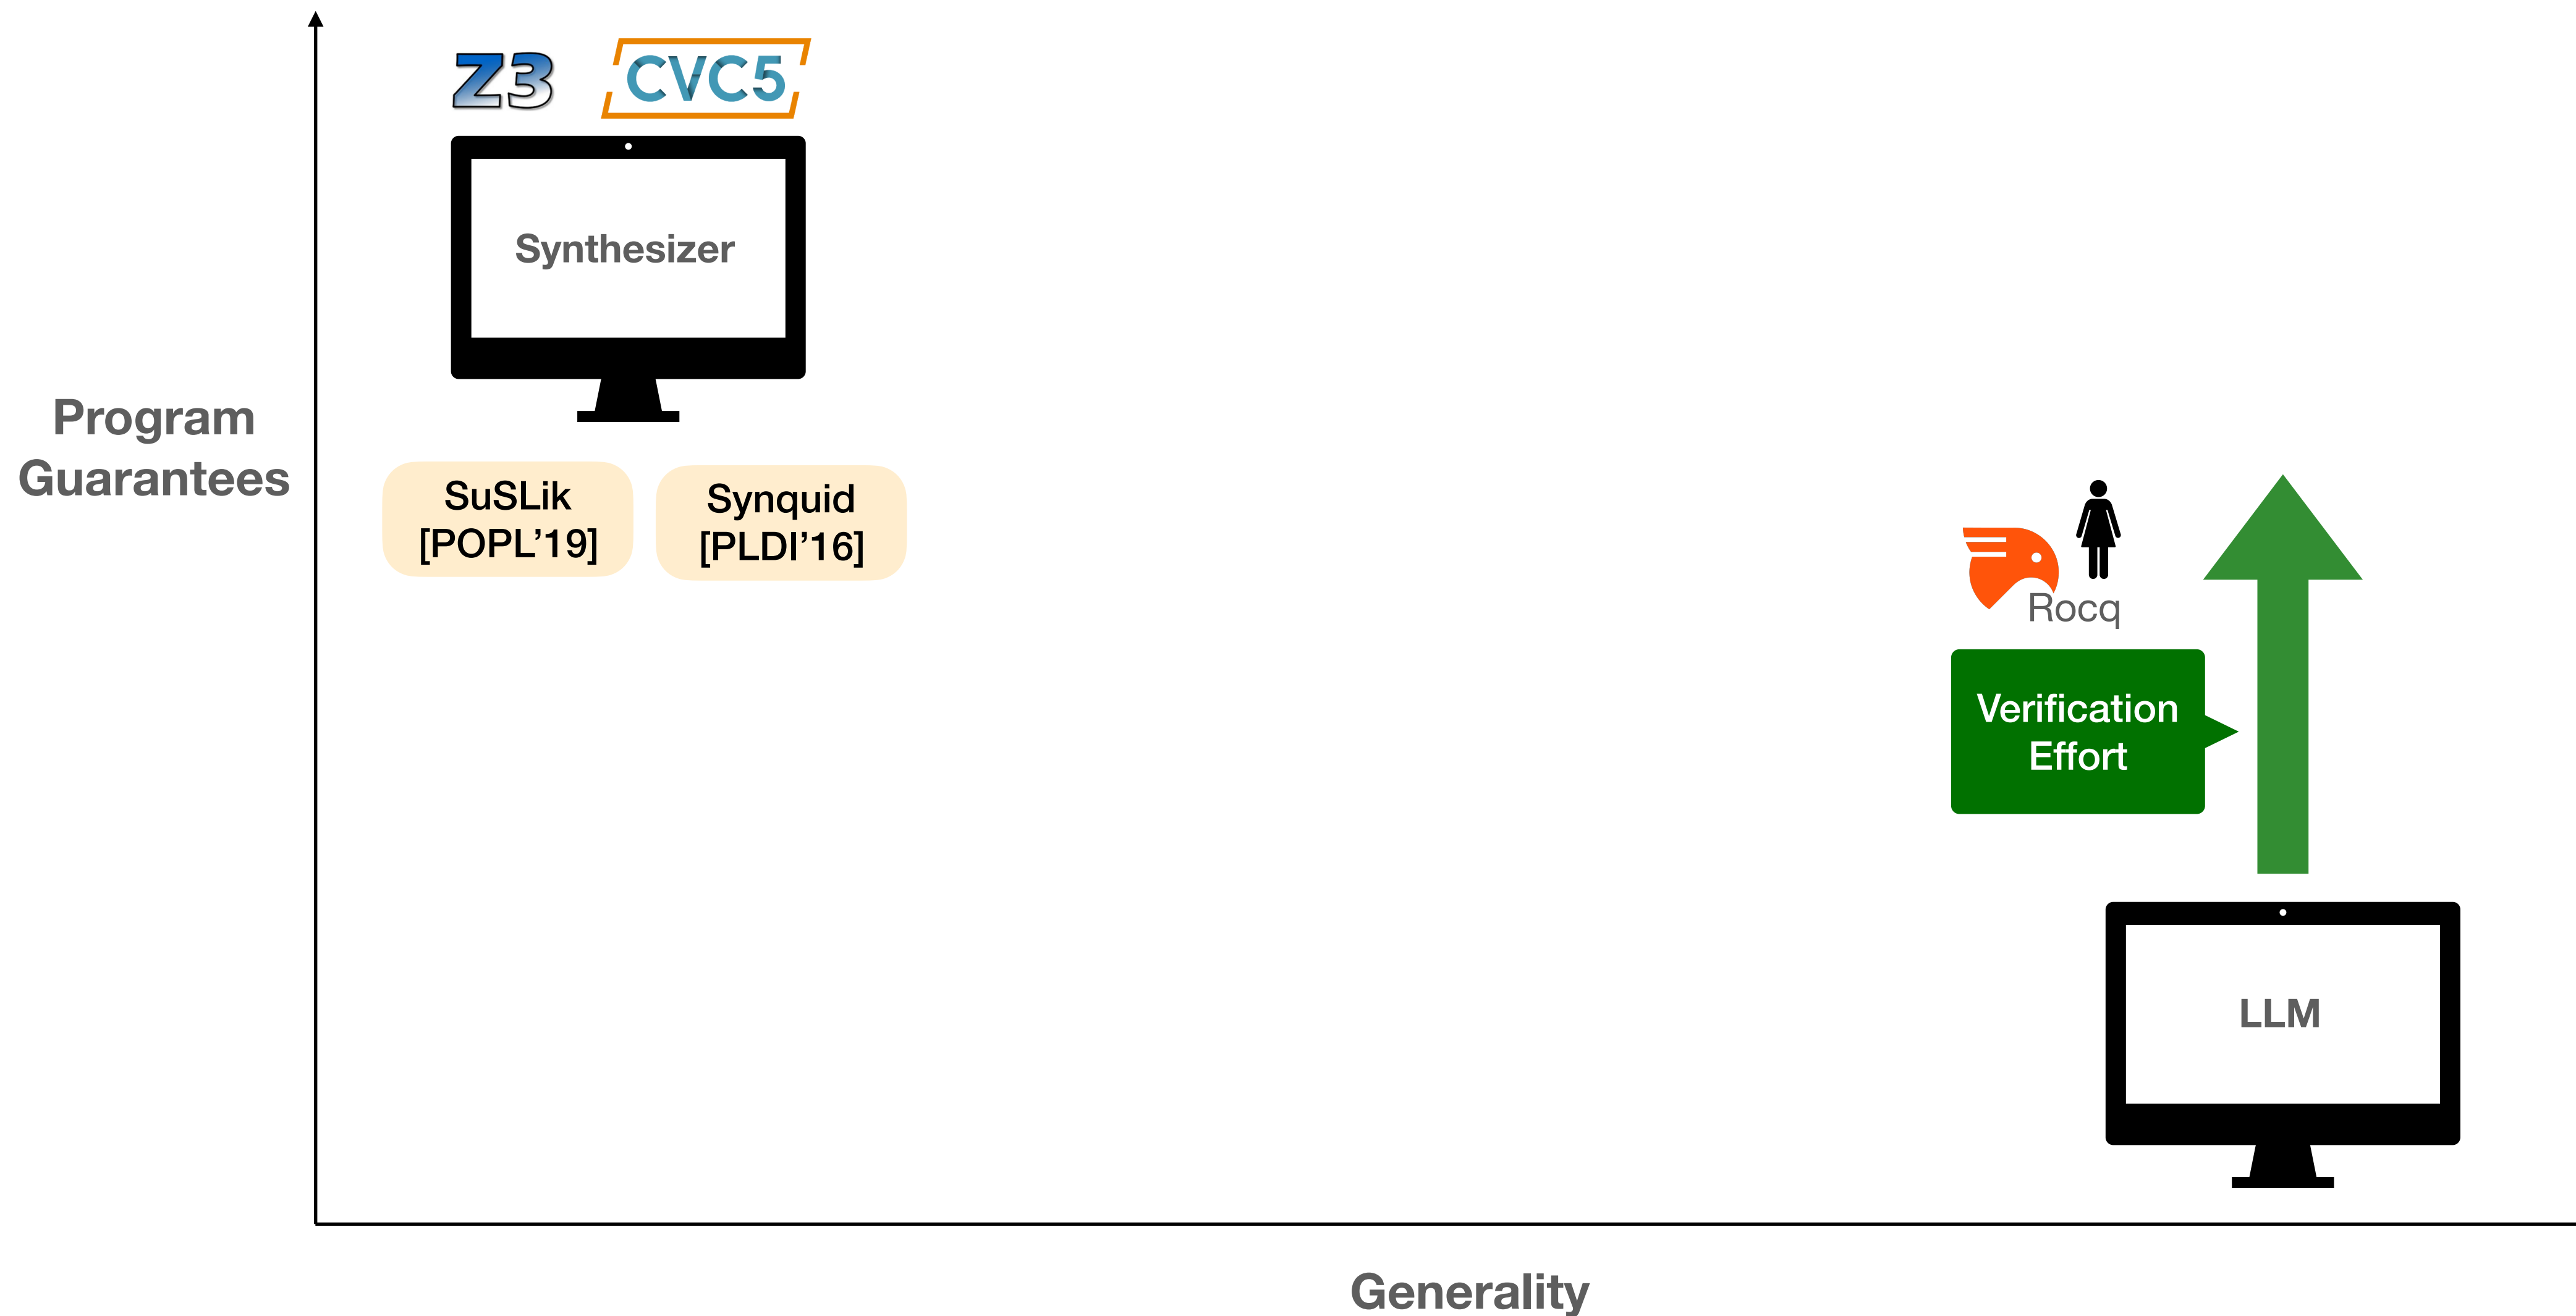 Z3
CVC5
Synthesizer
Program
Guarantees
SuSLik
[POPL’19]
Synquid
[PLDI’16]
Rocq
Verification
Effort
LLM
Generality